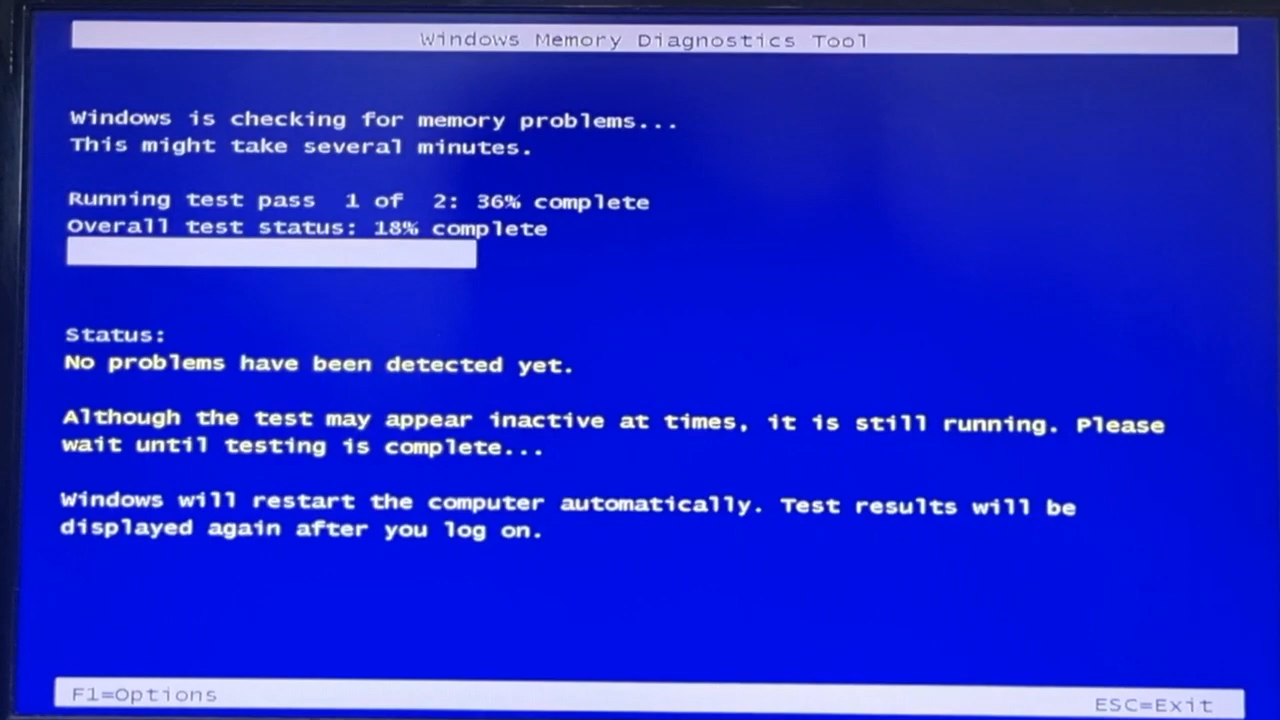 Windows Memory Diagnostics Tool
Windows is checking for memory problems...
This might take several minutes.
Running test pass  1 of  2: 36% complete
Overall test status: 18% complete
Status:
No problems have been detected yet.
Although the test may appear inactive at times, it is still running. Please
wait until testing is complete...
Windows will restart the computer automatically. Test results will be
displayed again after you log on.
F1=Options
ESC=Exit